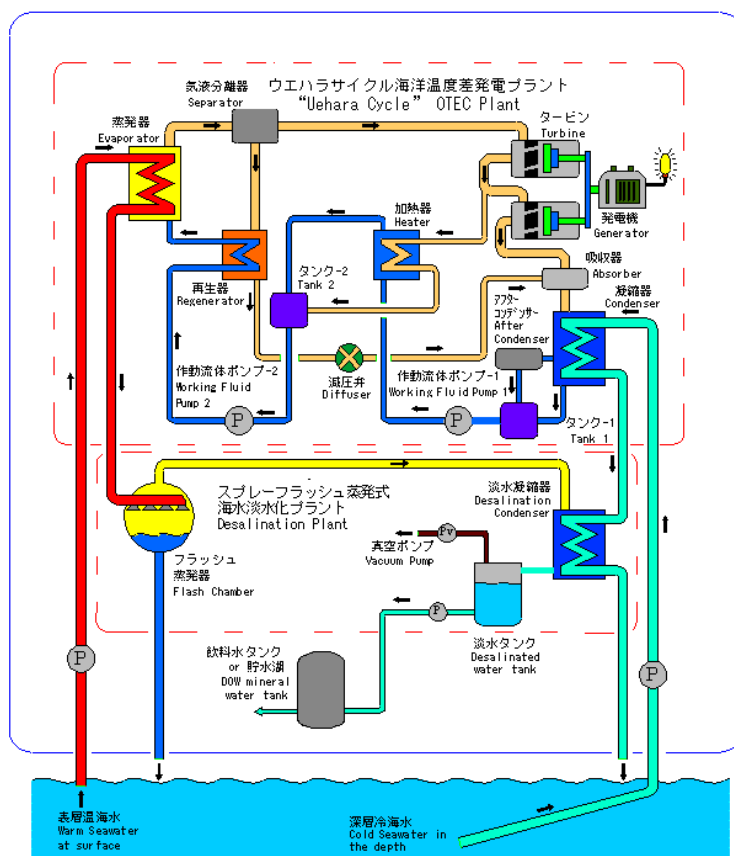 ウエハラサイクル海洋温度差発電プラント
“Uehara Cycle” OTEC Plant
気液分離器
Separator
蒸発器
Evaporator
タービン
Turbine
発電機
Generator
加熱器
Heater
再生器
Regenerator
タンク-2
Tank 2
吸収器
Absorber
凝縮器
Condenser
アフター
コンデンサー
After
Condenser
作動流体ポンプ-2
Working Fluid
Pump 2
P
減圧弁
Diffuser
作動流体ポンプ-1
Working Fluid Pump 1
P
タンク-1
Tank 1
スプレーフラッシュ蒸発式
海水淡水化プラント
Desalination Plant
淡水凝縮器
Desalination
Condenser
フラッシュ
蒸発器
Flash Chamber
Pv
真空ポンプ
Vacuum Pump
P
淡水タンク
Desalinated
water tank
飲料水タンク
or 貯水湖
DOW mineral
water tank
P
P
表層温海水
Warm Seawater
at surface
深層冷海水
Cold Seawater in
the depth